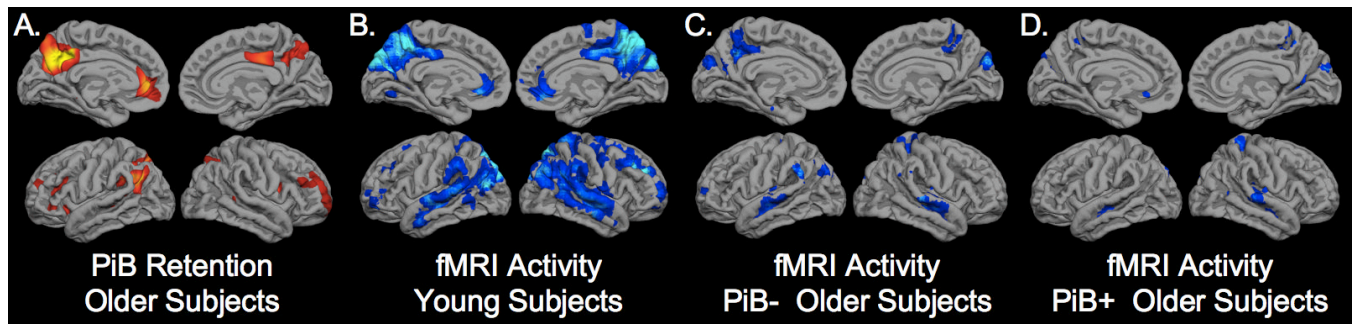 A.
B.
C.
D.
PiB Retention
Older Subjects
fMRI Activity
Young Subjects
fMRI Activity
PiB- Older Subjects
fMRI Activity
PiB+ Older Subjects